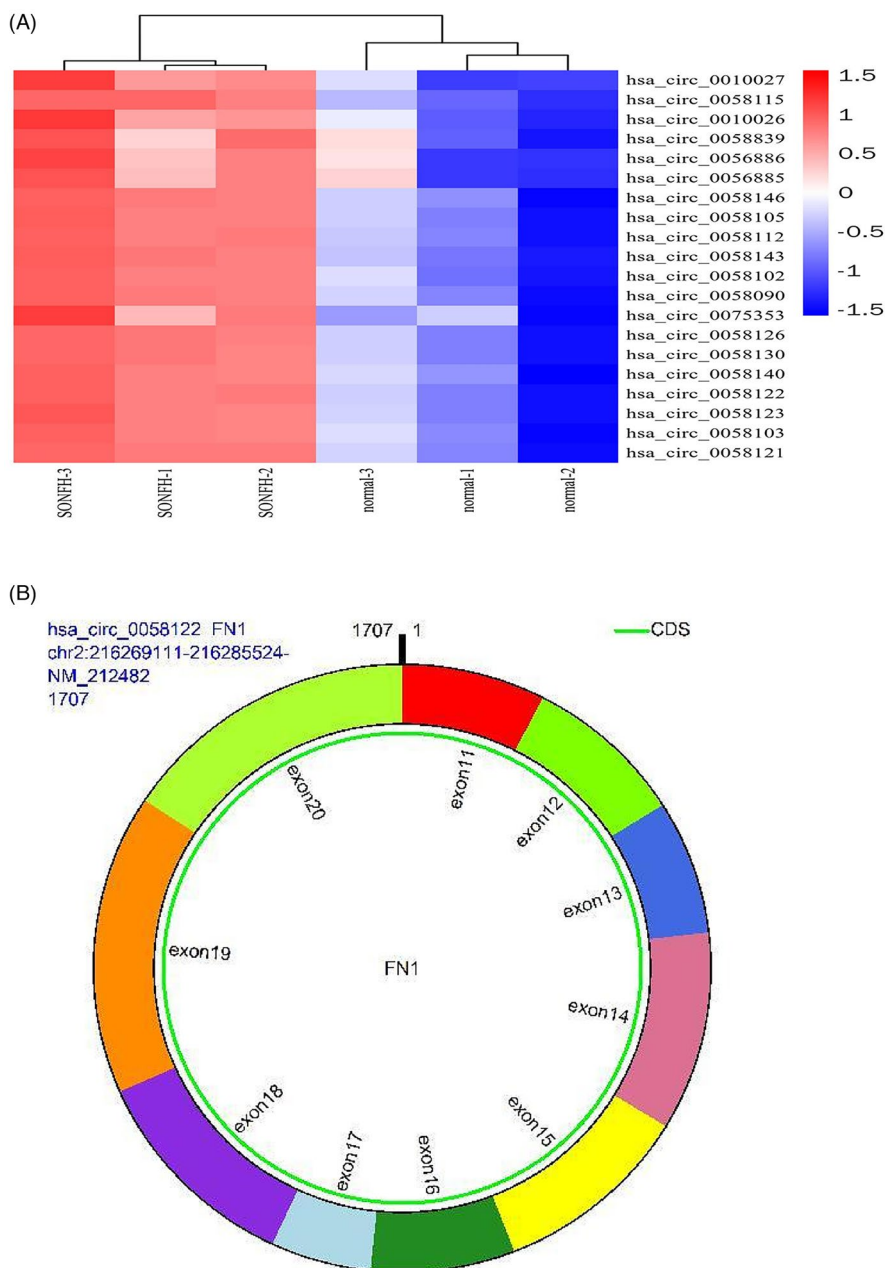 (A)
hsa_circ_0010027
hsa_circ_0058115
hsa_circ_0010026
hsa_circ_0058839
hsa_circ_0056886
hsa_circ_0056885
hsa_circ_0058146
hsa_circ_0058105
hsa_circ_0058112
hsa_circ_0058143
hsa_circ_0058102
hsa_circ_0058090
hsa_circ_0075353
hsa_circ_0058126
hsa_circ_0058130
hsa_circ_0058140
hsa_circ_0058122
hsa_circ_0058123
hsa_circ_0058103
hsa_circ_0058121
1.5
1
0.5
0
-0.5
-1
-1.5
SONFH-3
SONFH-1
SONFH-2
normal-3
normal-1
normal-2
(B)
hsa_circ_0058122 FN1
chr2:216269111-216285524-
NM_212482
1707
1707 1
CDS
exon11
exon12
exon13
exon14
exon15
exon16
exon17
exon18
exon19
exon20
FN1